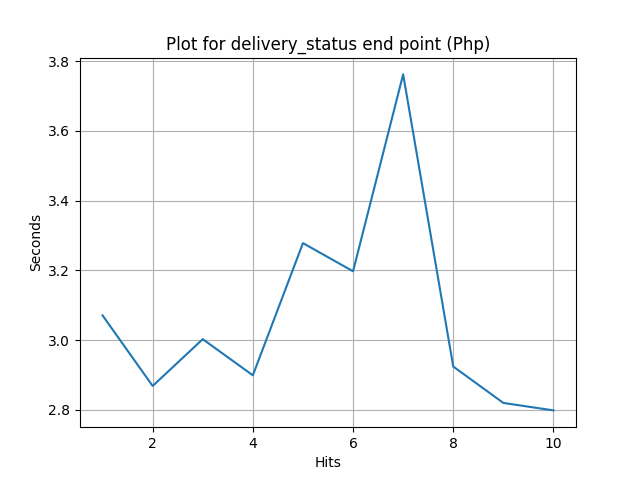 Plot for delivery_status end point (Php)
3.8
3.6
3.4
3.2
3.0
2.8
Seconds
2 4 6 8 10
Hits